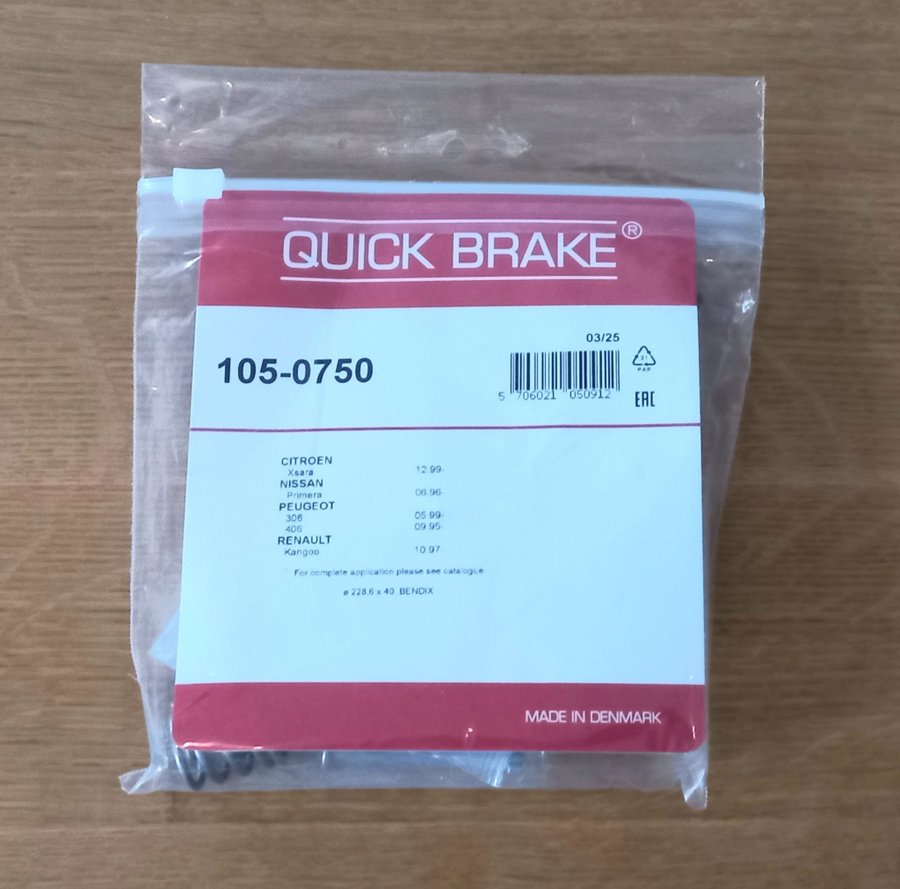 QUICK BRAKE®
105-0750
03/25
5 706021 050912
21
PAP
EAC
CITROEN
Xsara 12.99-
NISSAN
Primera 06.96-
PEUGEOT
306 05.99-
406 09.95-
RENAULT
Kangoo 10.97-
For complete application please see catalogue
ø 228,6 x 40 BENDIX
MADE IN DENMARK